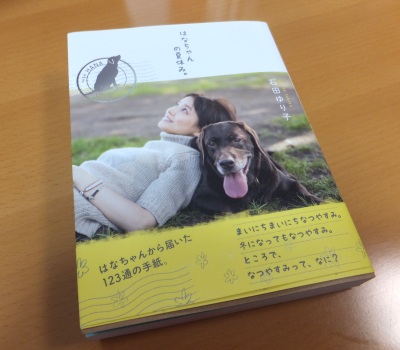 はなちゃん
の夏休み。
石田ゆり子
HANA
はなちゃんから届いた
123通の手紙。
まいにちまいにちなつやすみ。
冬になってもなつやすみ。
ところで、
なつやすみって、なに?